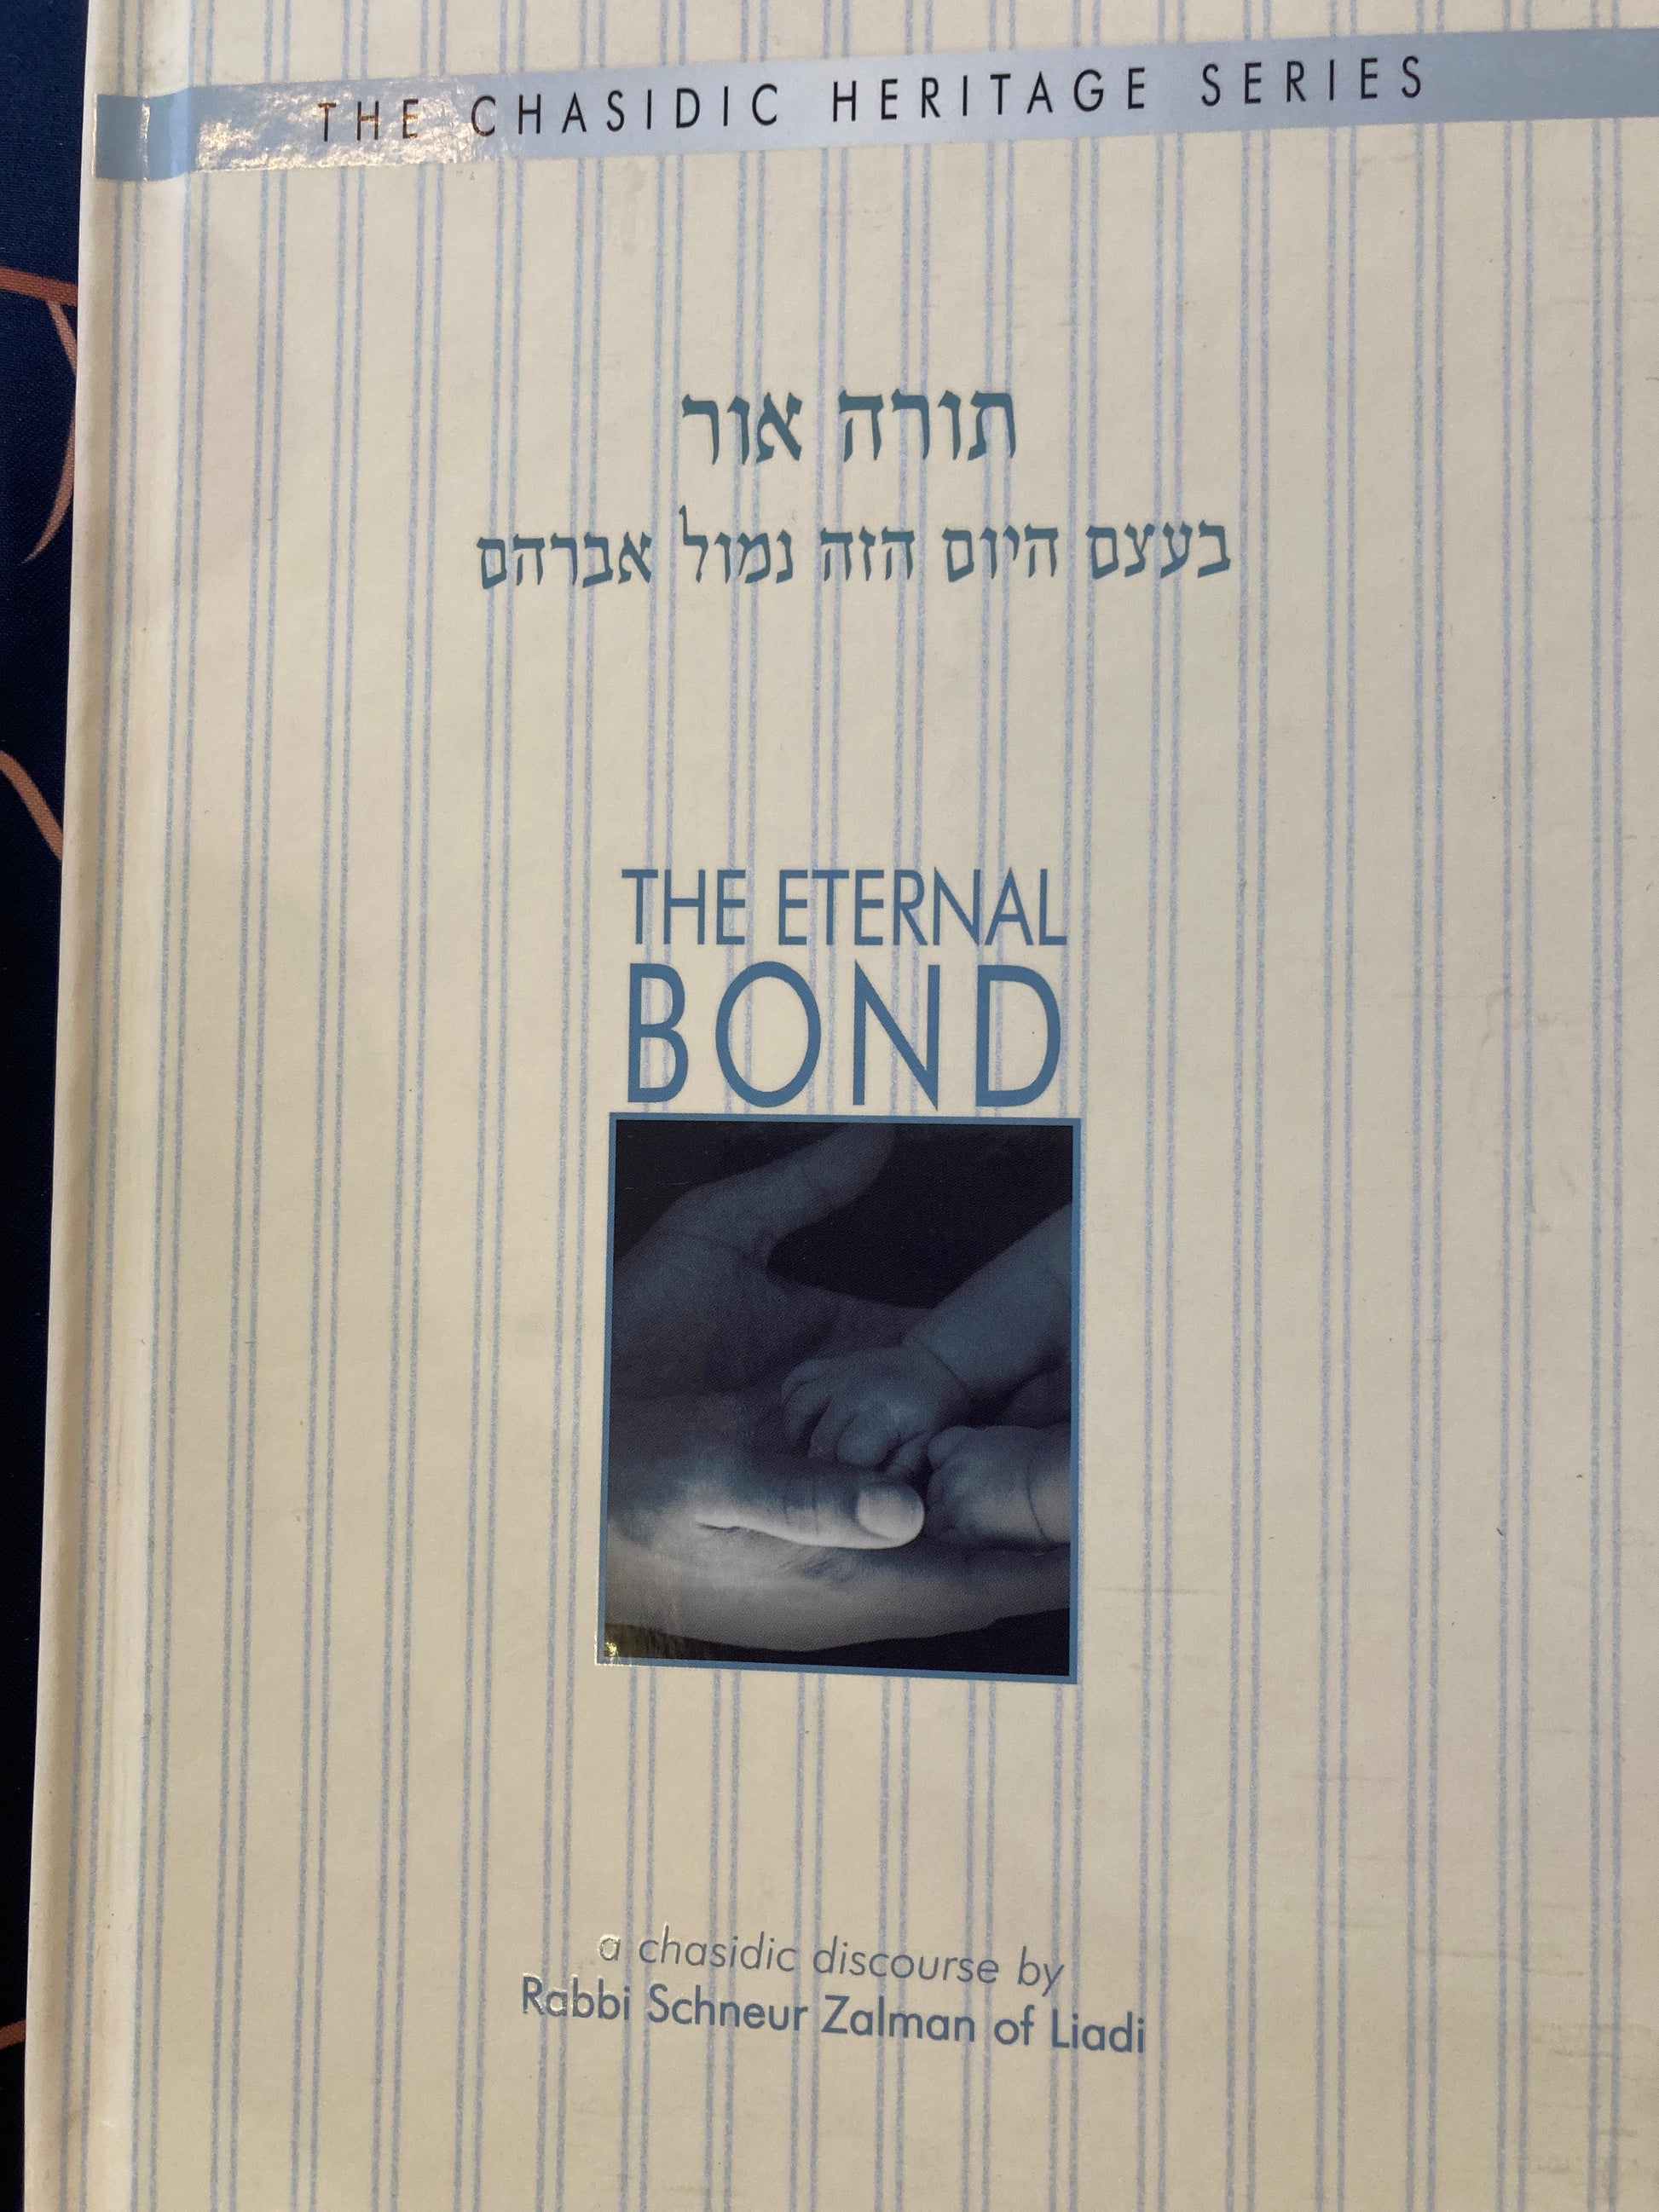 THE CHASIDIC HERITAGE SERIES
תורה אור
בעצם היום הזה נמול אברהם
THE ETERNAL
BOND
a chasidic discourse by
Rabbi Schneur Zalman of Liadi